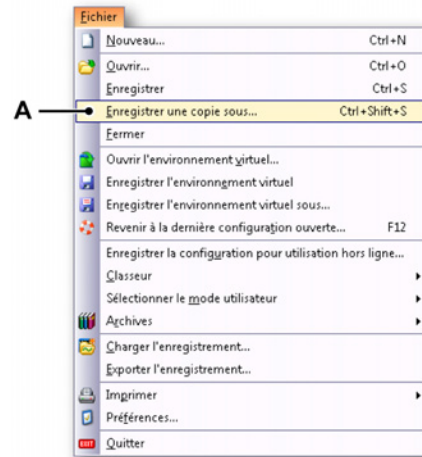 Fichier
Nouveau... Ctrl+N
Ouvrir... Ctrl+O
Enregistrer Ctrl+S
A Enregistrer une copie sous... Ctrl+Shift+S
Fermer
Ouvrir l'environnement virtuel...
Enregistrer l'environnement virtuel
Enregistrer l'environnement virtuel sous...
Revenir à la dernière configuration ouverte... F12
Enregistrer la configuration pour utilisation hors ligne...
Classeur
Sélectionner le mode utilisateur
Archives
Charger l'enregistrement...
Exporter l'enregistrement...
Imprimer
Préférences...
EXIT Quitter